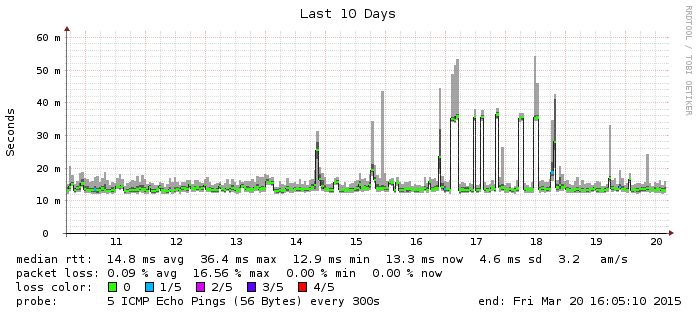 Last 10 Days
RRDTOOL / TOBI OETIKER
Seconds
60 m
50 m
40 m
30 m
20 m
10 m
0
11 12 13 14 15 16 17 18 19 20
median rtt: 14.8 ms avg 36.4 ms max 12.9 ms min 13.3 ms now 4.6 ms sd 3.2 am/s
packet loss: 0.09 % avg 16.56 % max 0.00 % min 0.00 % now
loss color: 0 1/5 2/5 3/5 4/5
probe: 5 ICMP Echo Pings (56 Bytes) every 300s end: Fri Mar 20 16:05:10 2015